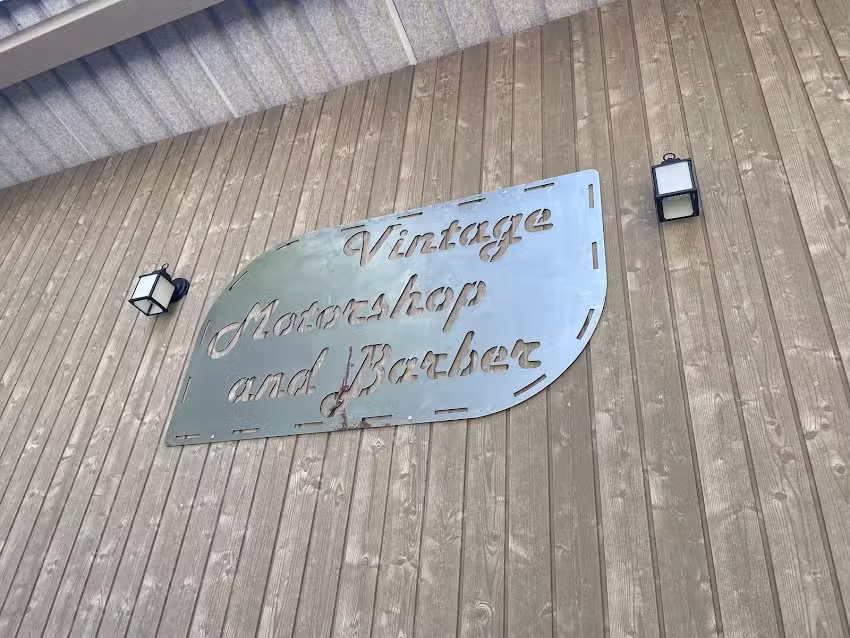 Vintage
Motorshop
and Barber